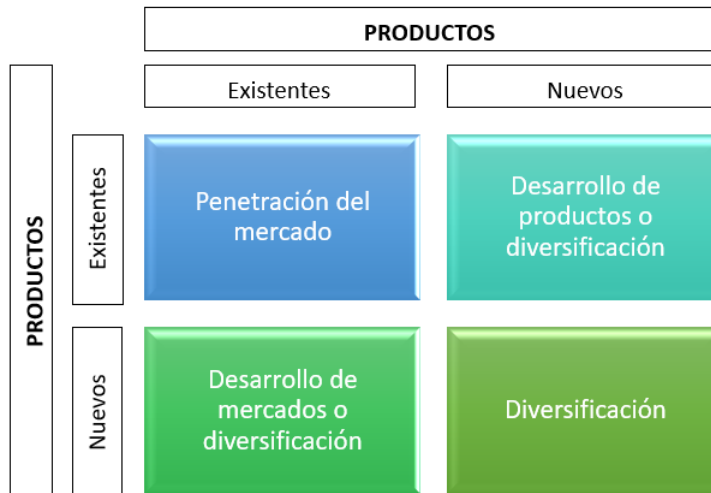 PRODUCTOS
Existentes
Nuevos
PRODUCTOS
Existentes
Penetración del
mercado
Desarrollo de
productos o
diversificación
Nuevos
Desarrollo de
mercados o
diversificación
Diversificación